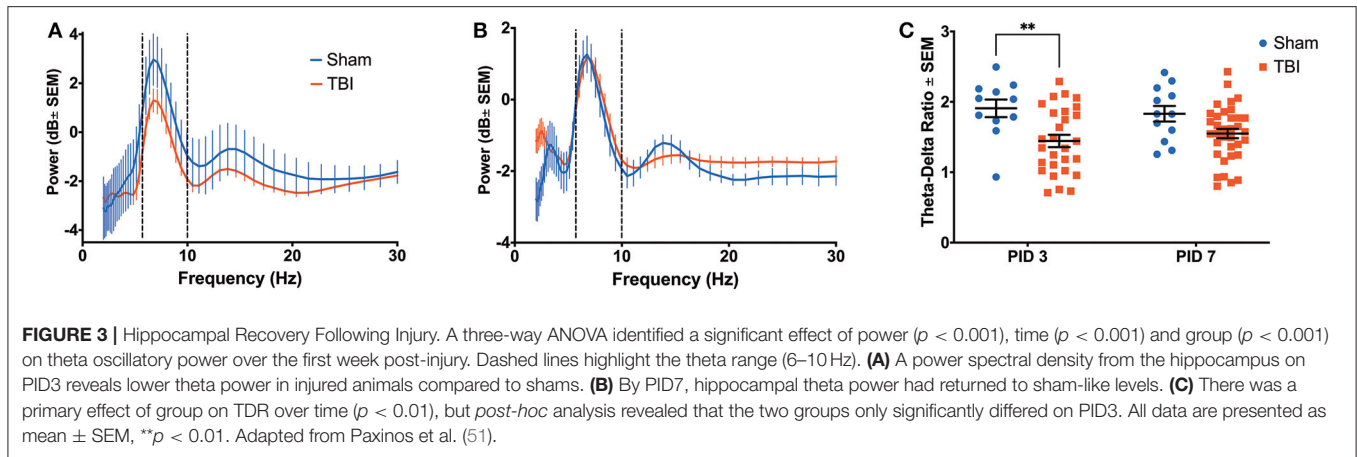 A
4
2
0
-2
-4
Power (dB± SEM)
0
10
20
30
Frequency (Hz)
Sham
TBI
B
2
0
-2
-4
Power (dB± SEM)
0
10
20
30
Frequency (Hz)
C
3
2
1
0
Theta-Delta Ratio ± SEM
**
PID 3
PID 7
Sham
TBI
FIGURE 3 | Hippocampal Recovery Following Injury. A three-way ANOVA identified a significant effect of power (p < 0.001), time (p < 0.001) and group (p < 0.001)
on theta oscillatory power over the first week post-injury. Dashed lines highlight the theta range (6–10 Hz). (A) A power spectral density from the hippocampus on
PID3 reveals lower theta power in injured animals compared to shams. (B) By PID7, hippocampal theta power had returned to sham-like levels. (C) There was a
primary effect of group on TDR over time (p < 0.01), but post-hoc analysis revealed that the two groups only significantly differed on PID3. All data are presented as
mean ± SEM, **p < 0.01. Adapted from Paxinos et al. (51).